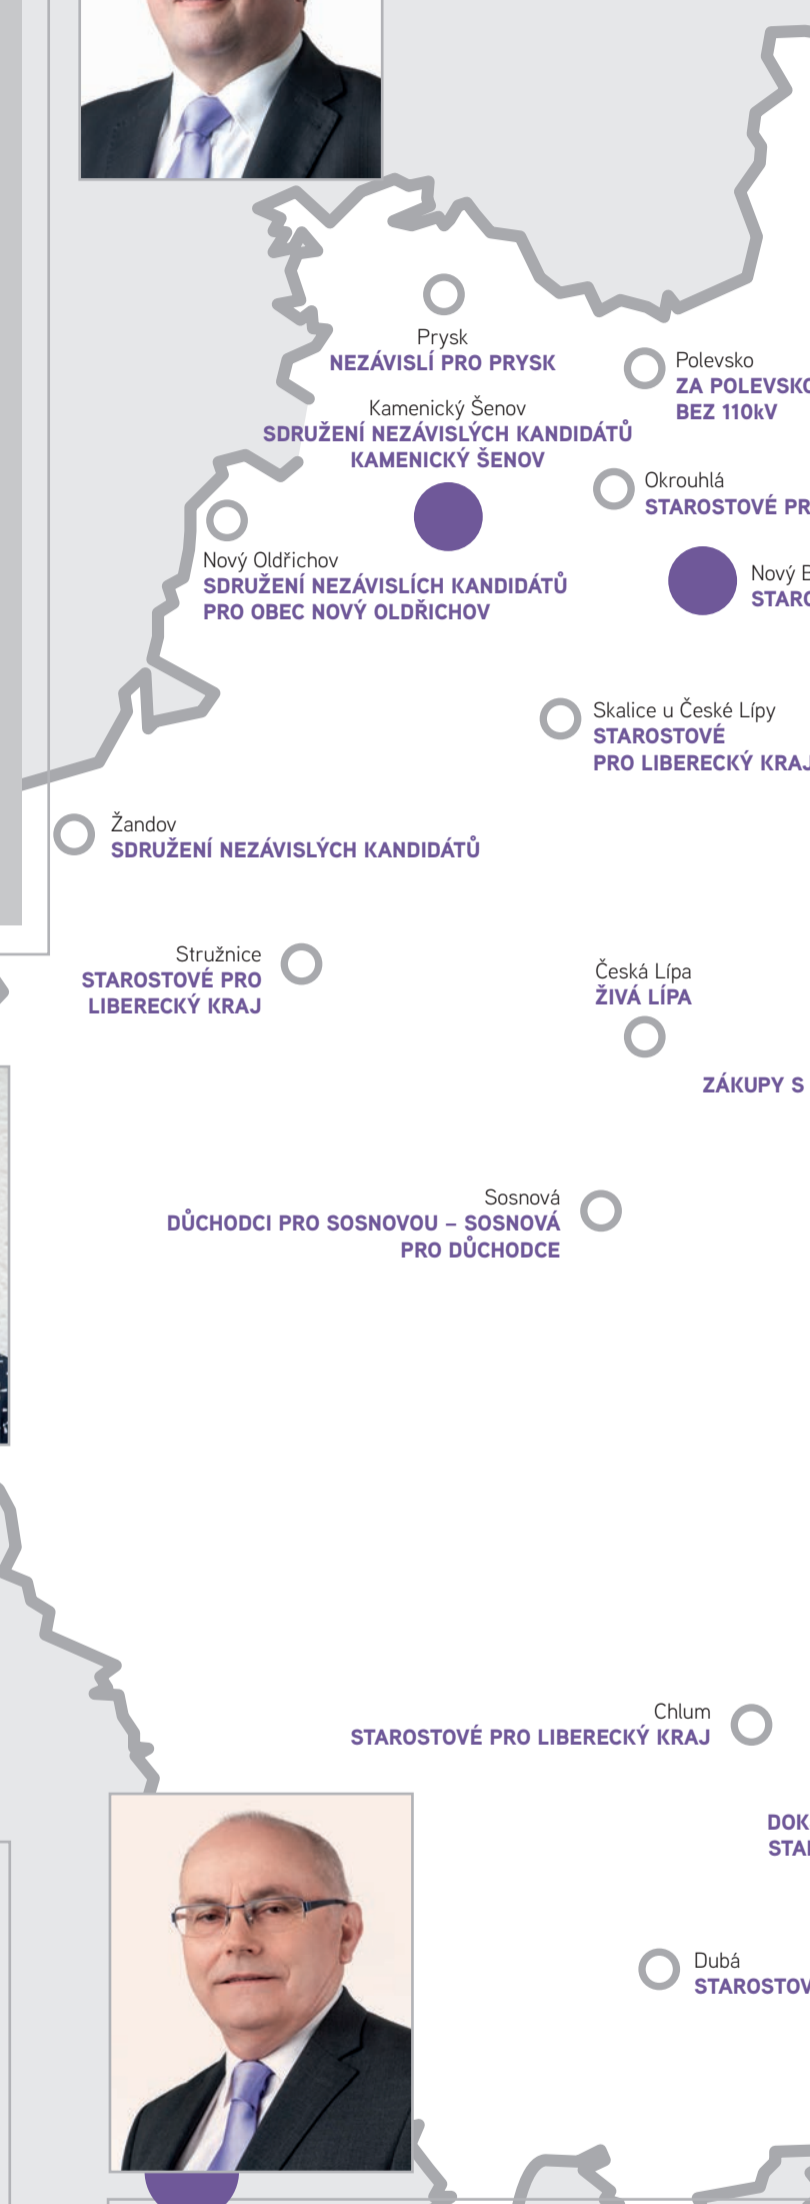 Prysk
NEZÁVISLÍ PRO PRYSK
Polevsko
ZA POLEVSKO
BEZ 110kV
Kamenický Šenov
SDRUŽENÍ NEZÁVISLÝCH KANDIDÁTŮ
KAMENICKÝ ŠENOV
Okrouhlá
STAROSTOVÉ
Nový Oldřichov
SDRUŽENÍ NEZÁVISLÍCH KANDIDÁTŮ
PRO OBEC NOVÝ OLDŘICHOV
Nový
Skalice u České Lípy
STAROSTOVÉ
PRO LIBERECKÝ KRAJ
Žandov
SDRUŽENÍ NEZÁVISLÝCH KANDIDÁTŮ
Stružnice
STAROSTOVÉ PRO
LIBERECKÝ KRAJ
Česká Lípa
ŽIVÁ LÍPA
ZÁKUPY S
Sosnová
DŮCHODCI PRO SOSNOVOU – SOSNOVÁ
PRO DŮCHODCE
Chlum
STAROSTOVÉ PRO LIBERECKÝ KRAJ
Dubá